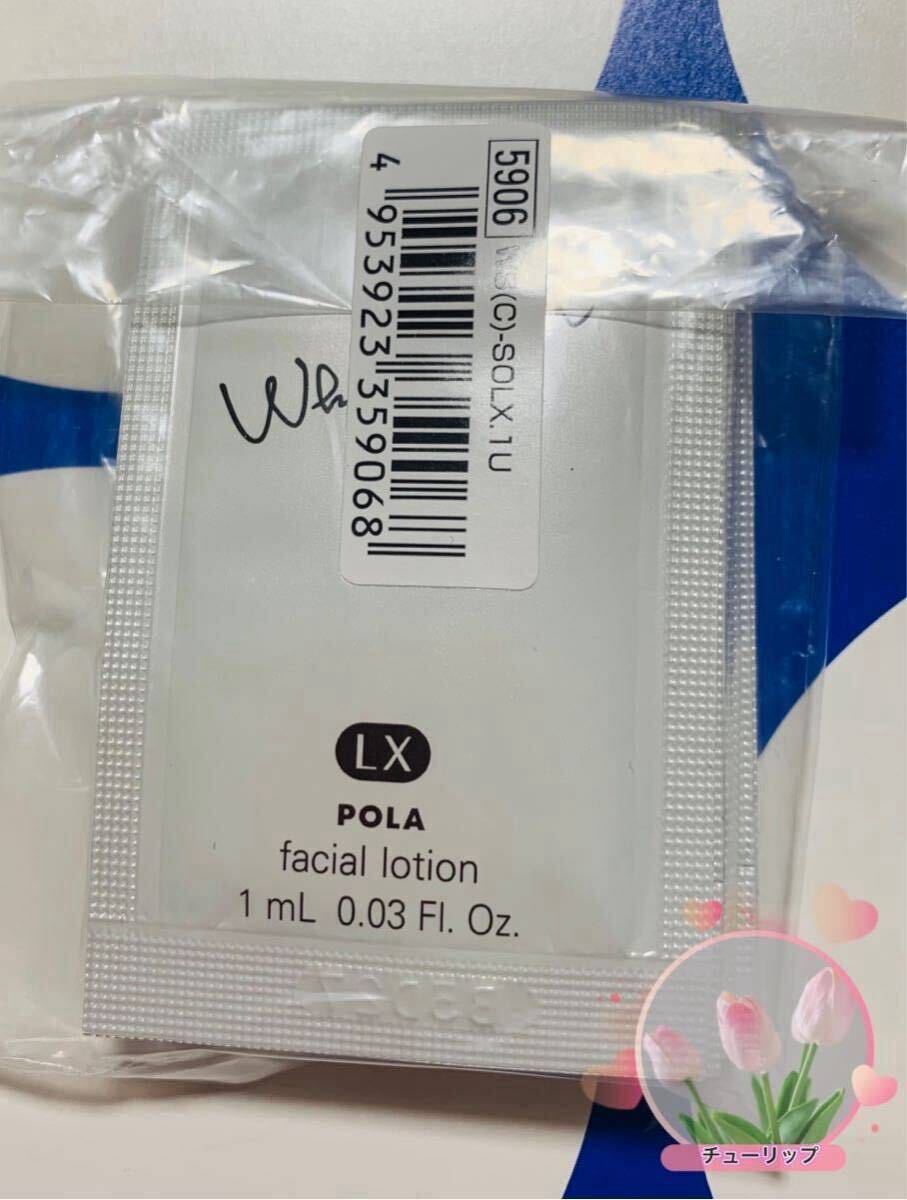 5906
(C)-SOLX.1U
4 953923 359068
Wh
LX
POLA
facial lotion
1 mL 0.03 Fl. Oz.
チューリップ